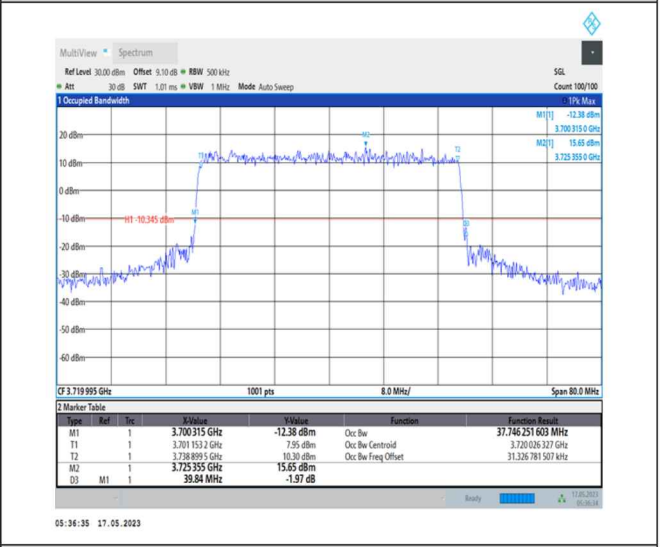 MultiView Spectrum
Ref Level 30.00 dBm Offset 9.10 dB RBW 500 kHz SGL
Att 30 dB SWT 1.01 ms VBW 1 MHz Mode Auto Sweep Count 100/100
1 Occupied Bandwidth 1Pk Max
M1[1] -12.38 dBm
3.700 315 0 GHz
M2[1] 15.65 dBm
3.725 355 0 GHz
M2
T2
T1
20 dBm
10 dBm
0 dBm
M1
-10 dBm
H1 -10.345 dBm
D3
-20 dBm
-30 dBm
-40 dBm
-50 dBm
-60 dBm
CF 3.719 995 GHz 1001 pts 8.0 MHz/ Span 80.0 MHz
2 Marker Table
Type Ref Trc X-Value Y-Value Function Function Result
M1 1 3.700 315 GHz -12.38 dBm Occ Bw 37.746 251 603 MHz
T1 1 3.701 153 2 GHz 7.95 dBm Occ Bw Centroid 3.720 026 327 GHz
T2 1 3.738 899 5 GHz 10.30 dBm Occ Bw Freq Offset 31.326 781 507 kHz
M2 1 3.725 355 GHz 15.65 dBm
D3 M1 1 39.84 MHz -1.97 dB
Ready 17.05.2023
05:36:34
05:36:35 17.05.2023